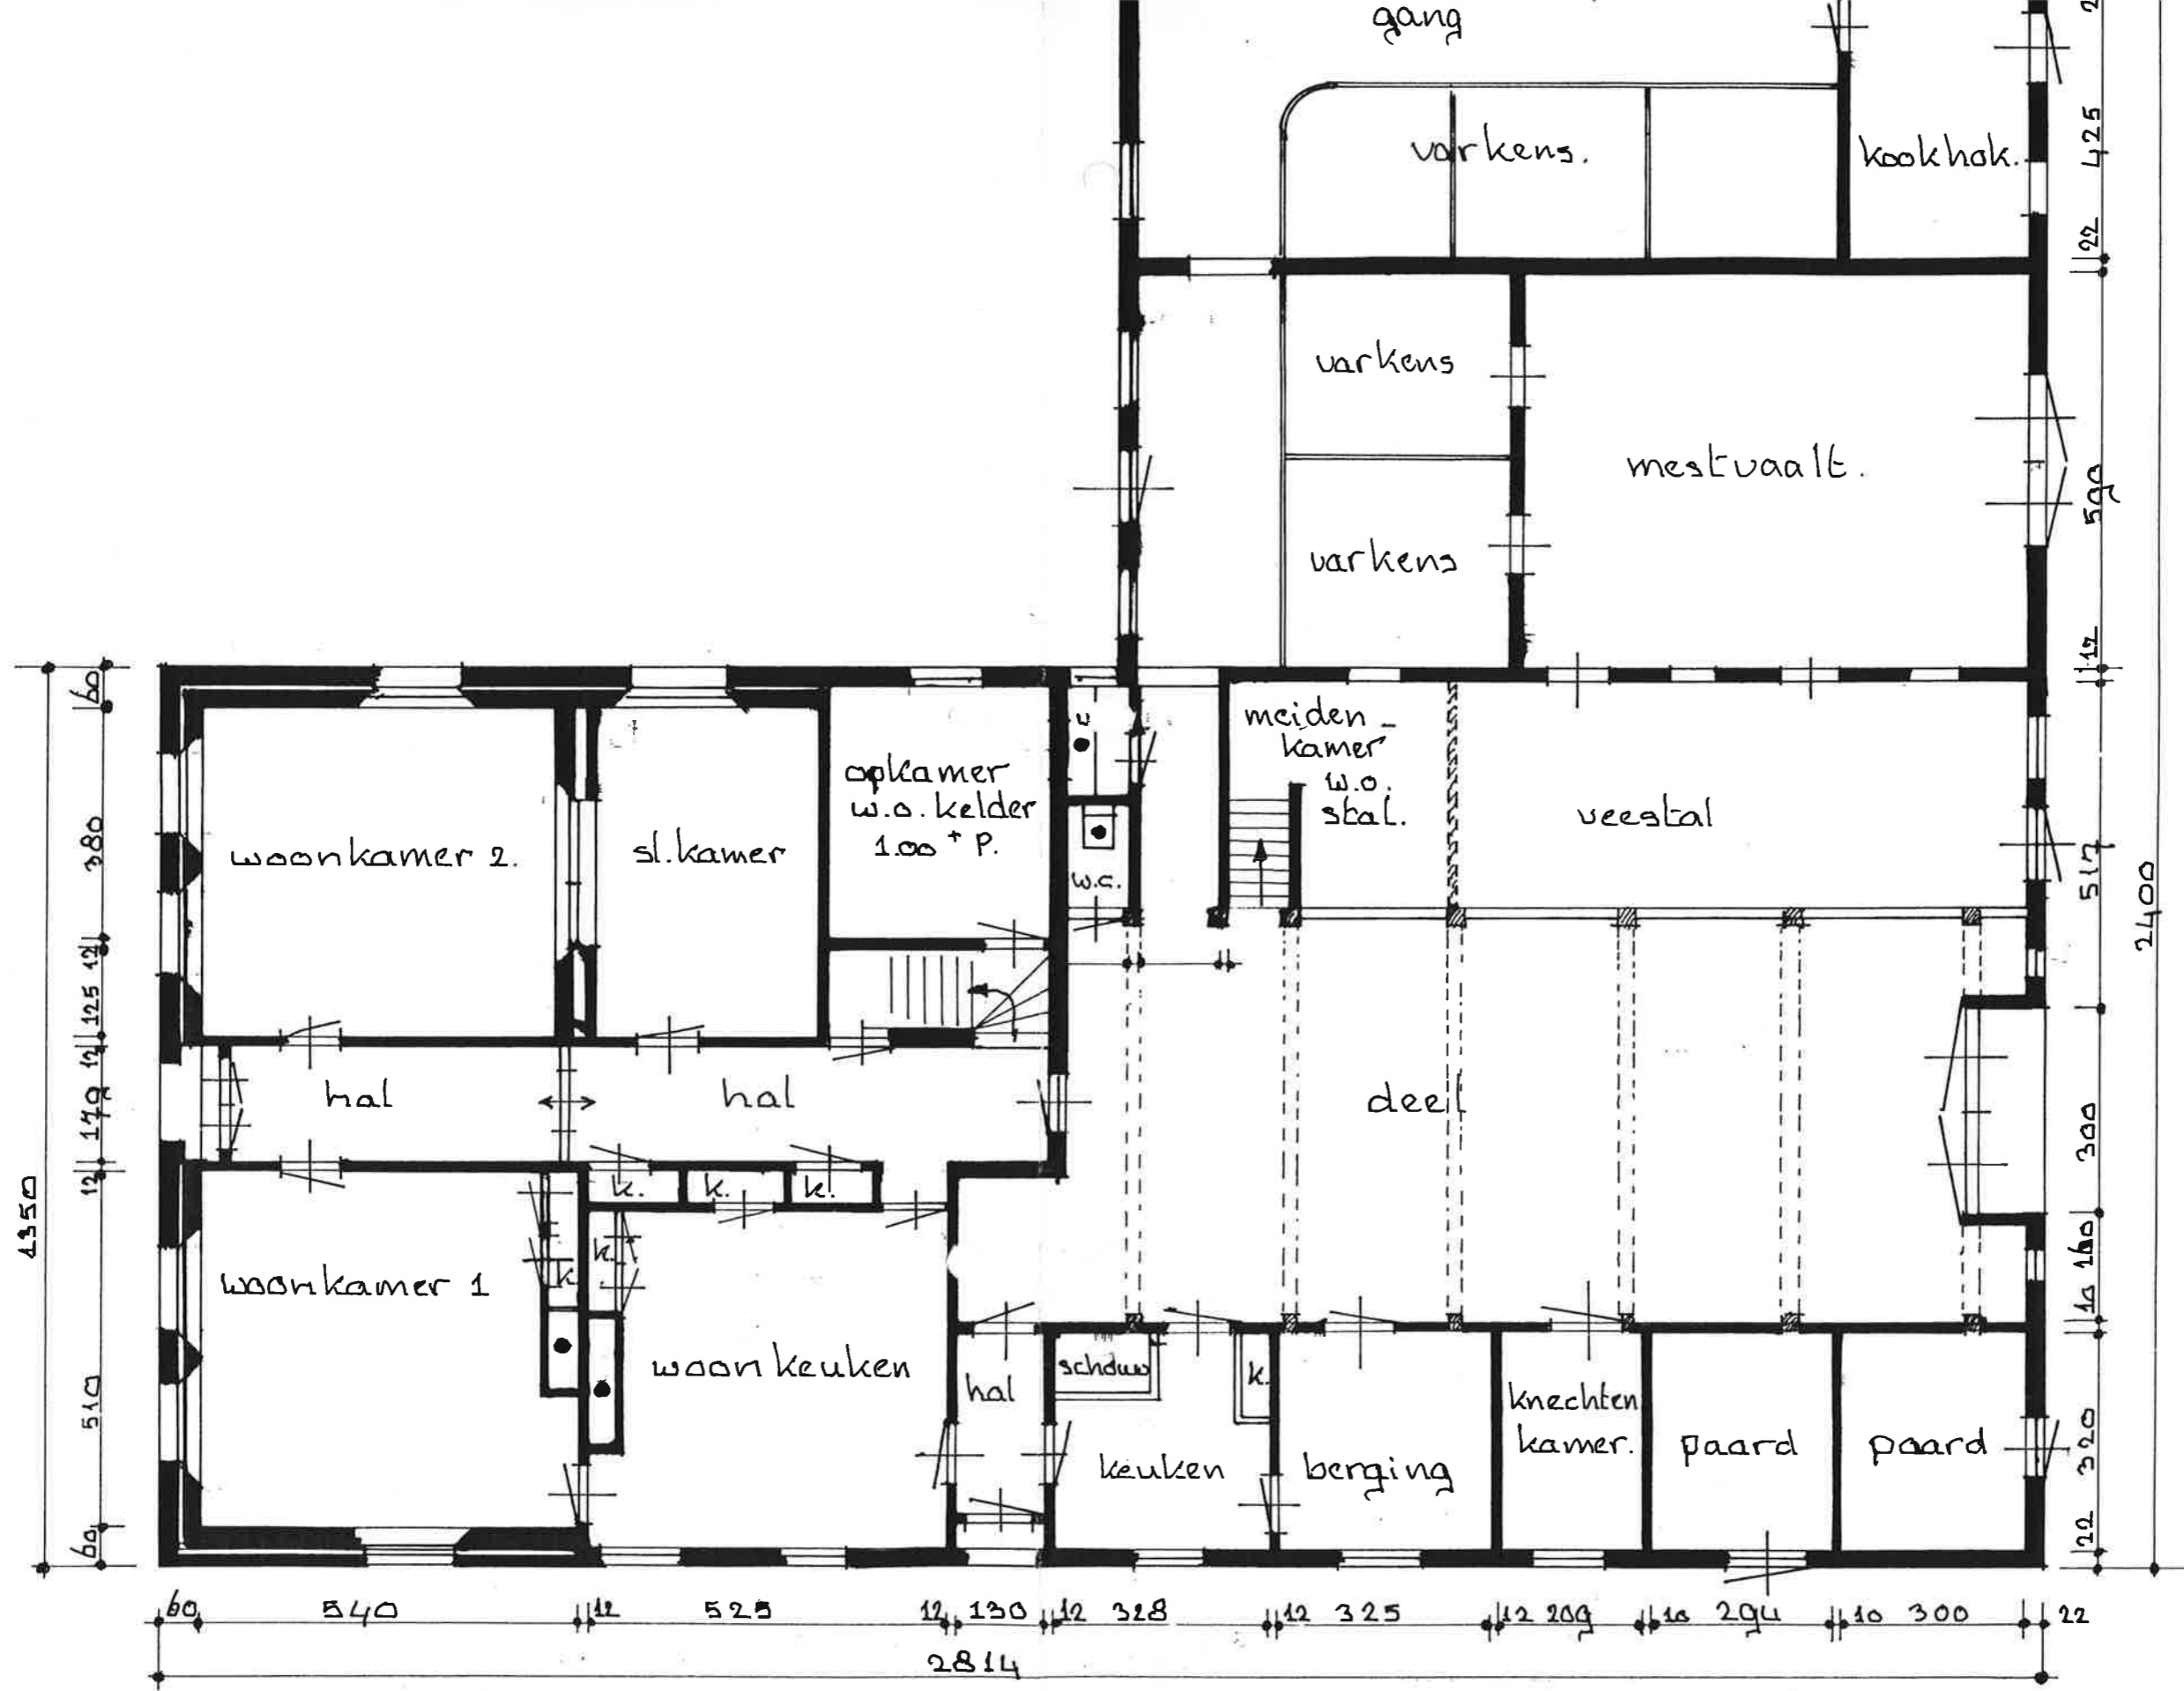 gang
varkens.
kookhok.
425
22
varkens
mestvaalt.
varkens
590
12
60
meiden-
kamer
w.o.
stal.
opkamer
w.o. kelder
1.00 + P.
u
veestal
woonkamer 2.
sl.kamer
w.c.
380
517
2400
12
125
12
hal
hal
deel
170
300
12
k.
k.
k.
1350
k.
k
160
10
woonkamer 1
woonkeuken
schouw
k.
hal
knechten
kamer.
keuken
berging
paard
paard
510
320
60
22
60
540
12
525
12
130
12
328
12
325
12
209
10
294
10
300
22
2814